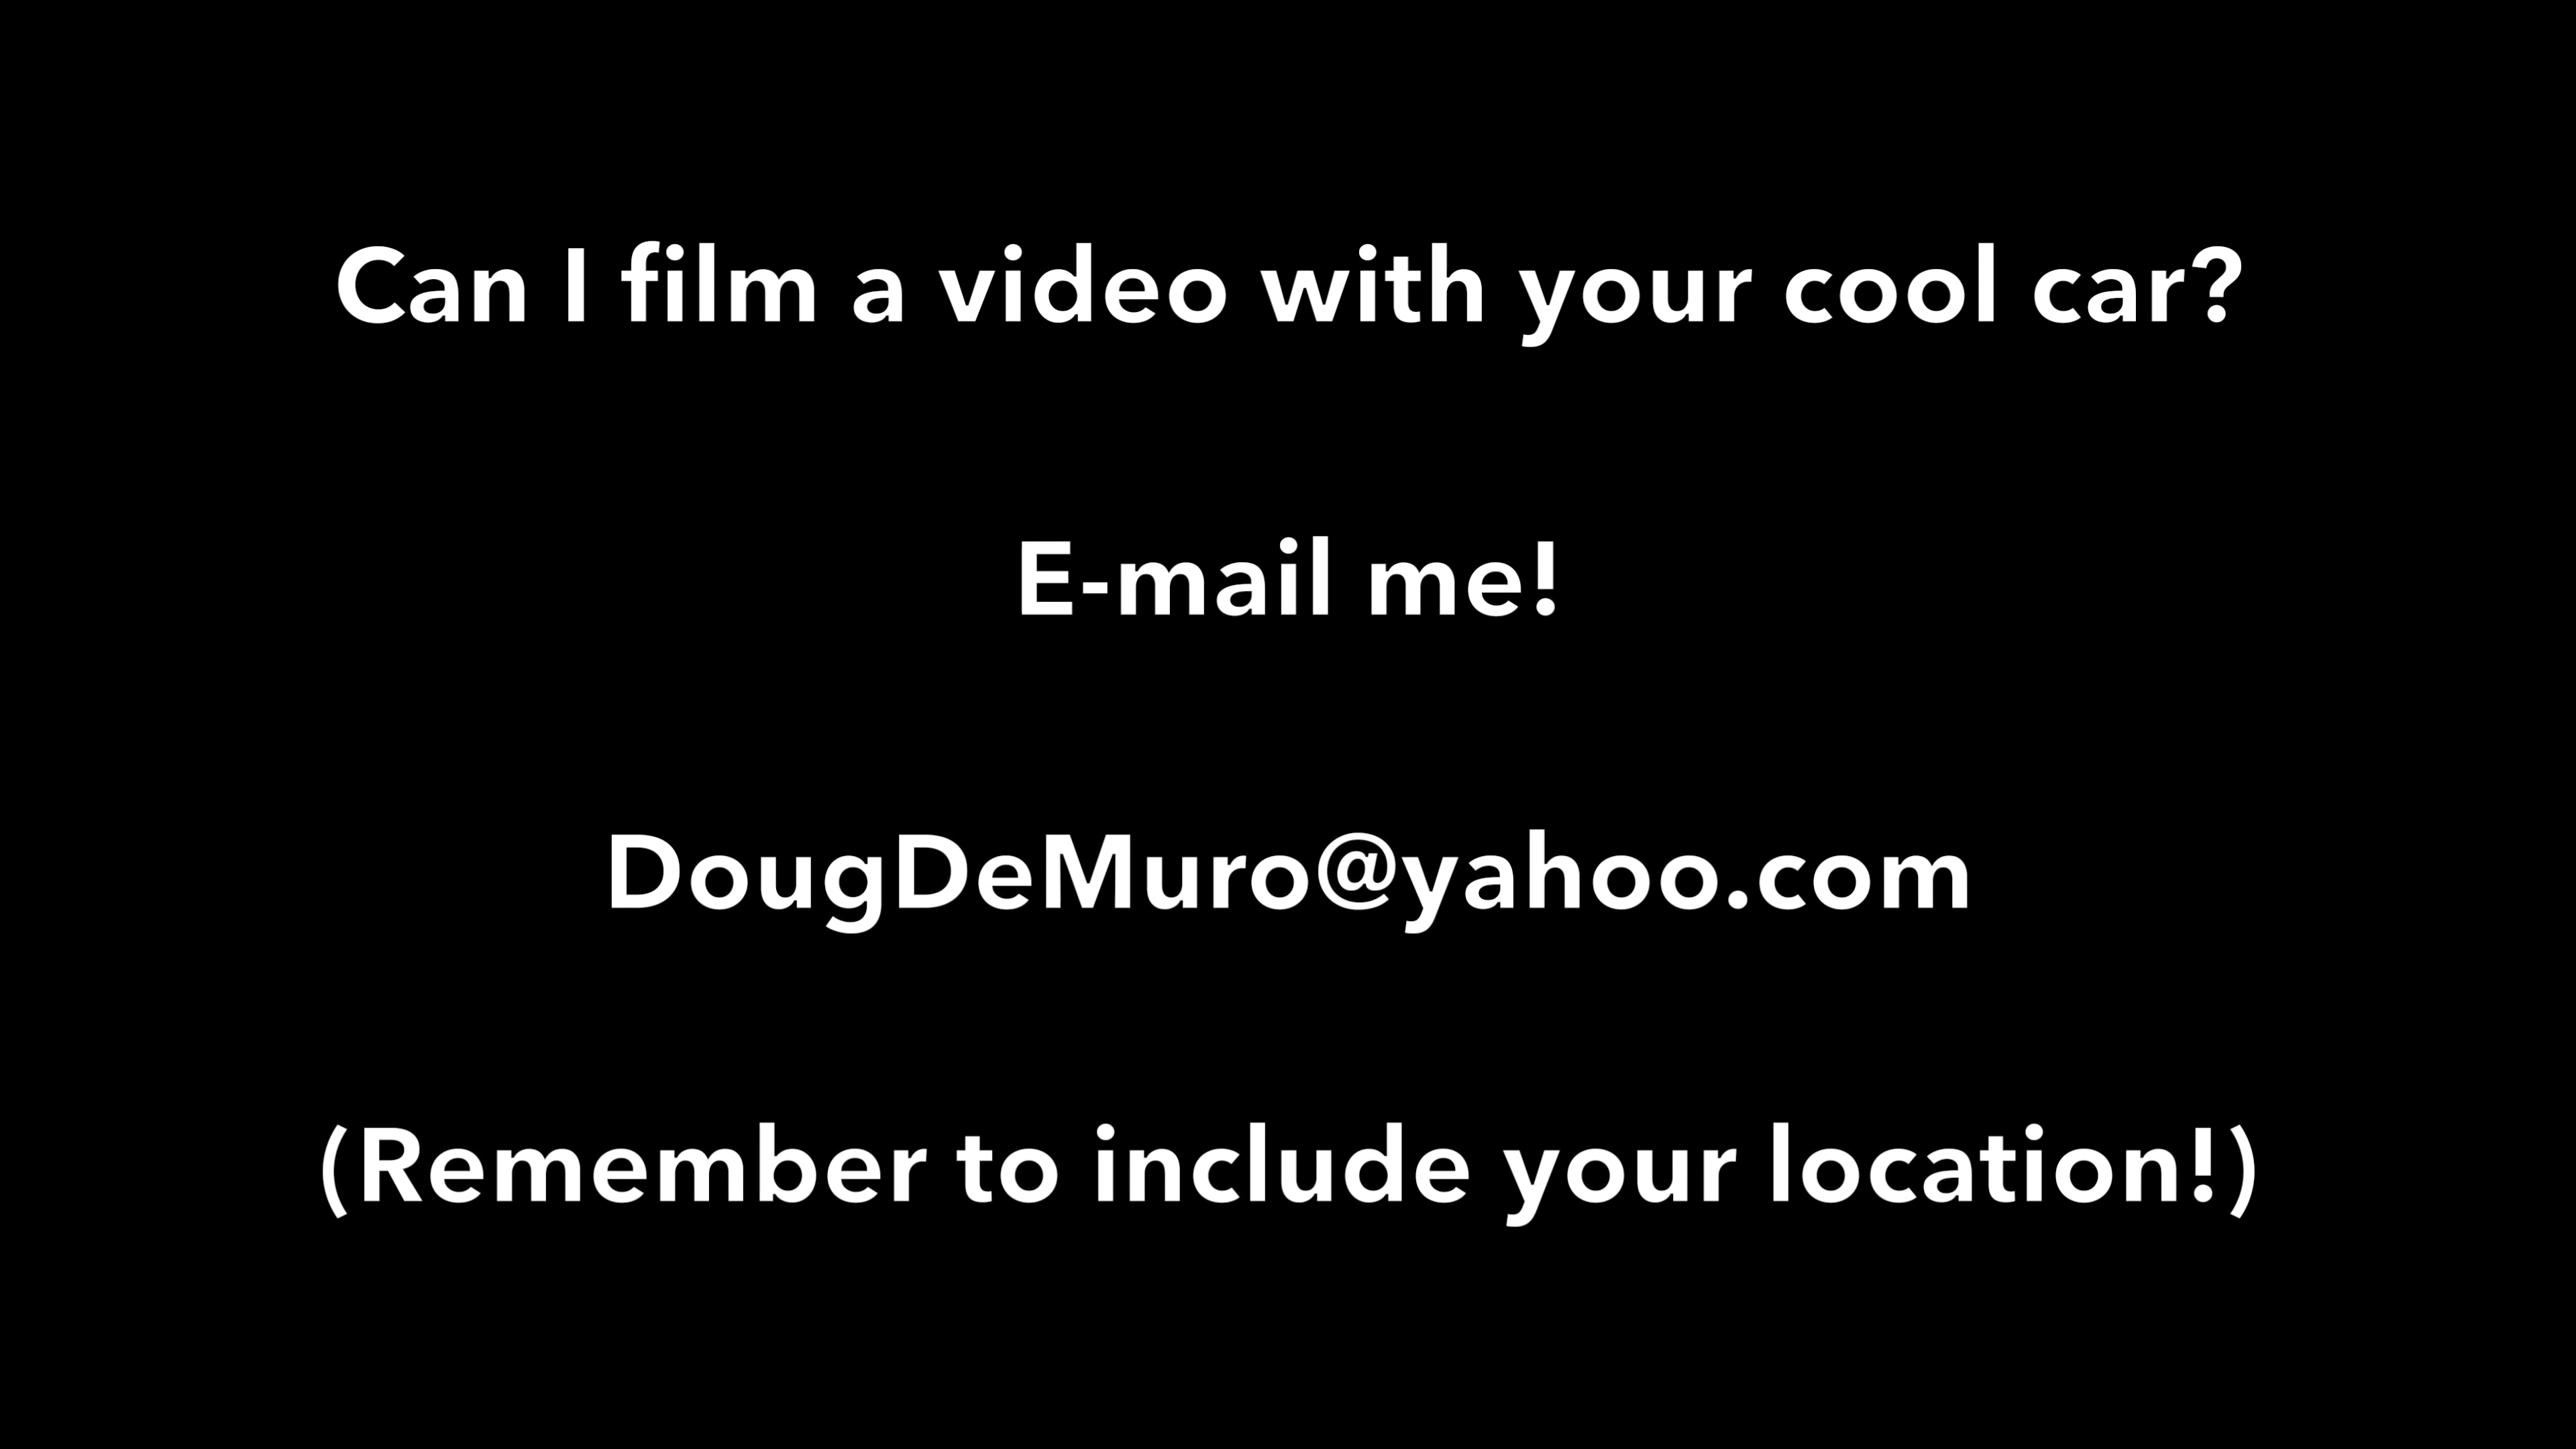 Can I film a video with your cool car?
E-mail me!
DougDeMuro@yahoo.com
(Remember to include your location!)